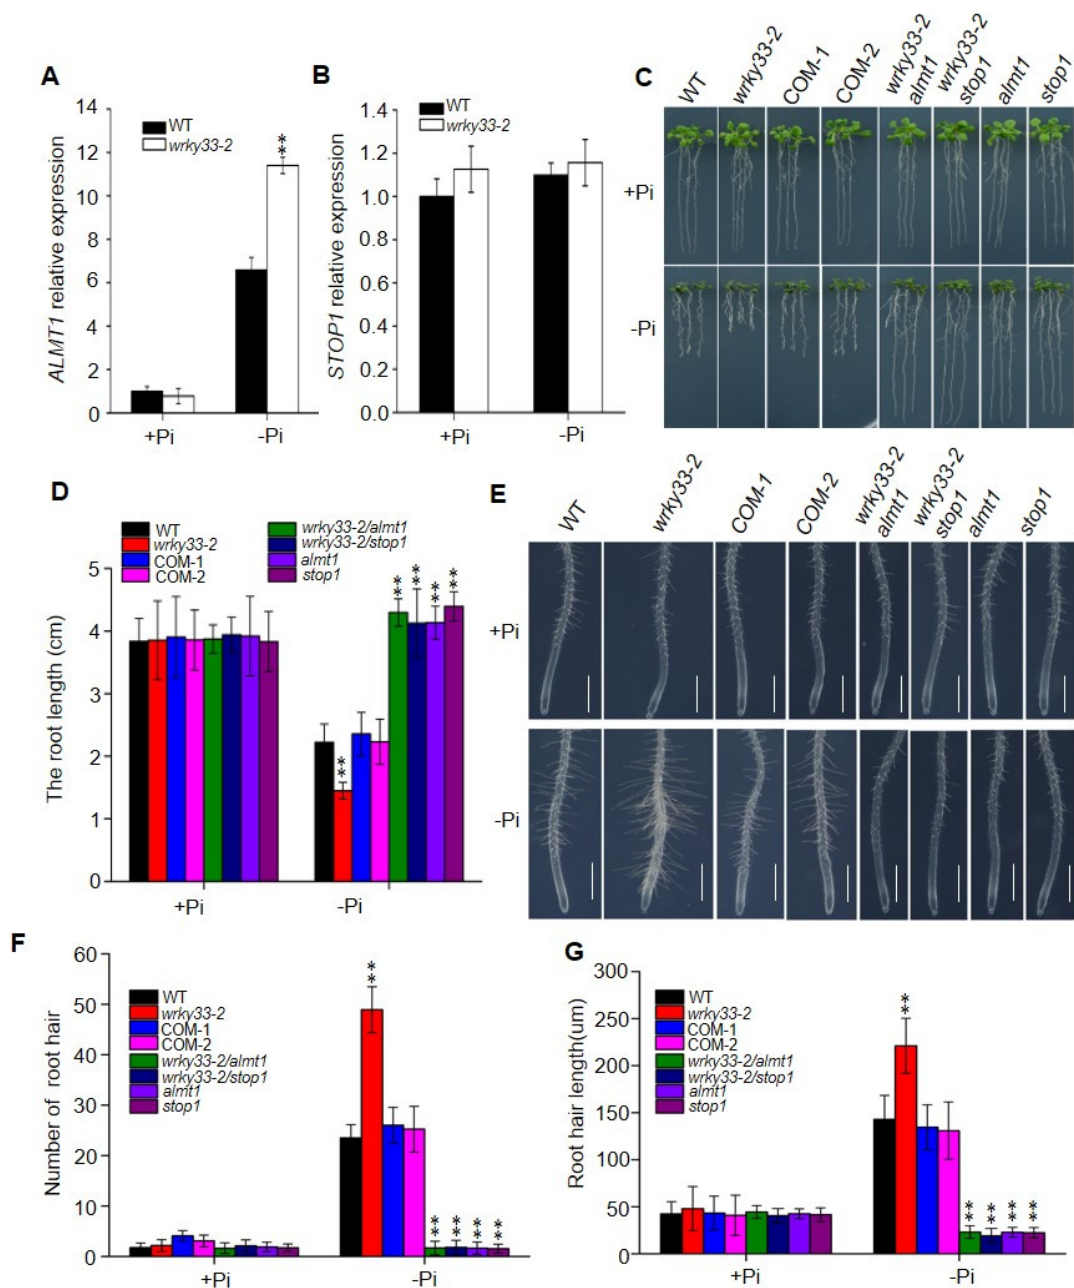 A
ALMT1 relative expression
14
12
10
8
6
4
2
0
WT
wrky33-2
**
+Pi
-Pi
B
STOP1 relative expression
1.4
1.2
1.0
0.8
0.6
0.4
0.2
0.0
WT
wrky33-2
+Pi
-Pi
C
WT
wrky33-2
COM-1
COM-2
wrky33-2
almt1
wrky33-2
stop1
almt1
stop1
+Pi
-Pi
D
The root length (cm)
5
4
3
2
1
0
WT
wrky33-2
COM-1
COM-2
wrky33-2/almt1
wrky33-2/stop1
almt1
stop1
**
**
**
**
**
+Pi
-Pi
E
WT
wrky33-2
COM-1
COM-2
wrky33-2
almt1
wrky33-2
stop1
almt1
stop1
+Pi
-Pi
F
Number of root hair
60
50
40
30
20
10
0
WT
wrky33-2
COM-1
COM-2
wrky33-2/almt1
wrky33-2/stop1
almt1
stop1
**
**
**
**
**
+Pi
-Pi
G
Root hair length(um)
300
250
200
150
100
50
0
WT
wrky33-2
COM-1
COM-2
wrky33-2/almt1
wrky33-2/stop1
almt1
stop1
**
**
**
**
**
+Pi
-Pi